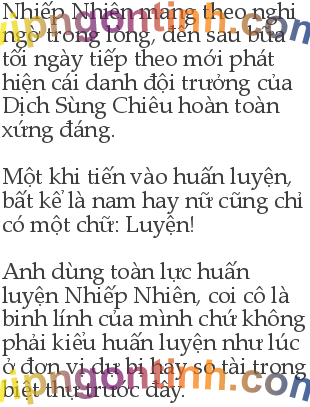 Nhiếp Nhiên mang theo nghi
ngờ trong lòng, đến sau bữa
tối ngày tiếp theo mới phát
hiện cái danh đội trưởng của
Dịch Sùng Chiêu hoàn toàn
xứng đáng.
Một khi tiến vào huấn luyện,
bất kể là nam hay nữ cũng chỉ
có một chữ: Luyện!
Anh dùng toàn lực huấn
luyện Nhiếp Nhiên, coi cô là
binh lính của mình chứ không
phải kiểu huấn luyện như lúc
ở đơn vị dự bị hay so tài trong
biệt thự trước đây.
vipngontinh.com
vipngontinh.com